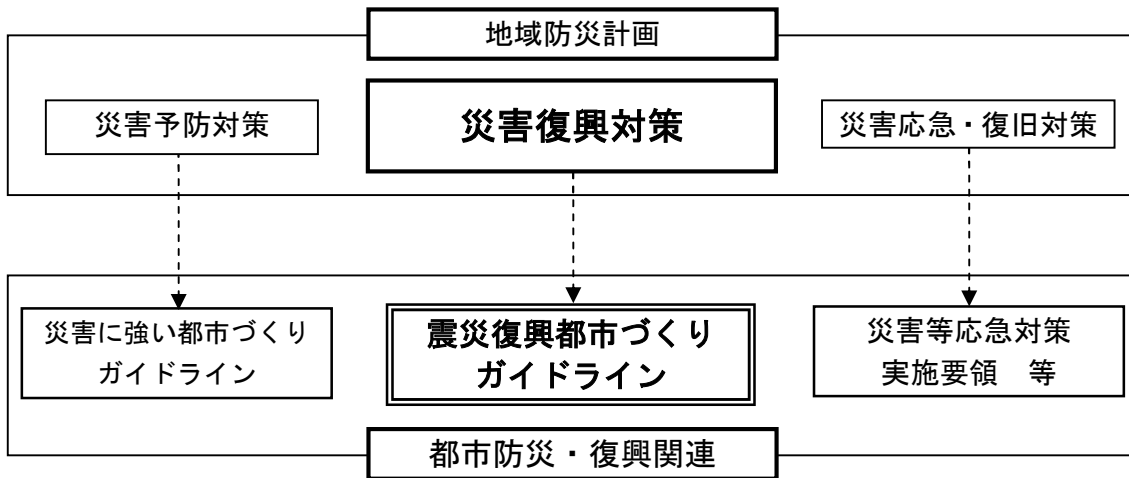 地域防災計画
災害予防対策
災害復興対策
災害応急・復旧対策
災害に強い都市づくり
ガイドライン
震災復興都市づくり
ガイドライン
災害等応急対策
実施要領　等
都市防災・復興関連